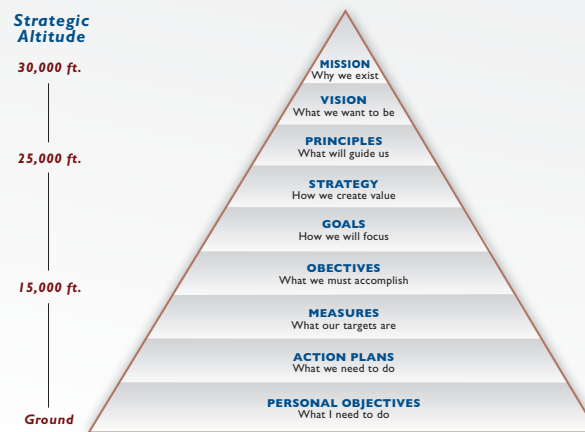 Strategic
Altitude
30,000 ft.
25,000 ft.
15,000 ft.
Ground
MISSION
Why we exist
VISION
What we want to be
PRINCIPLES
What will guide us
STRATEGY
How we create value
GOALS
How we will focus
OBECTIVES
What we must accomplish
MEASURES
What our targets are
ACTION PLANS
What we need to do
PERSONAL OBJECTIVES
What I need to do